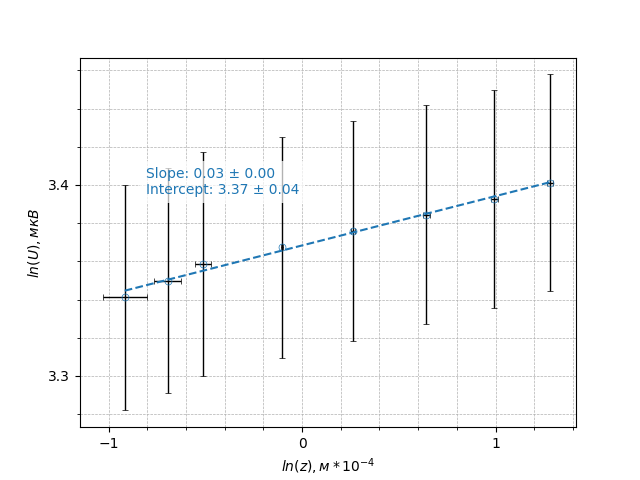 Slope: 0.03 ± 0.00
Intercept: 3.37 ± 0.04
3.4
3.3
ln(U), мкВ
−1
0
1
ln(z), м * 10⁻⁴